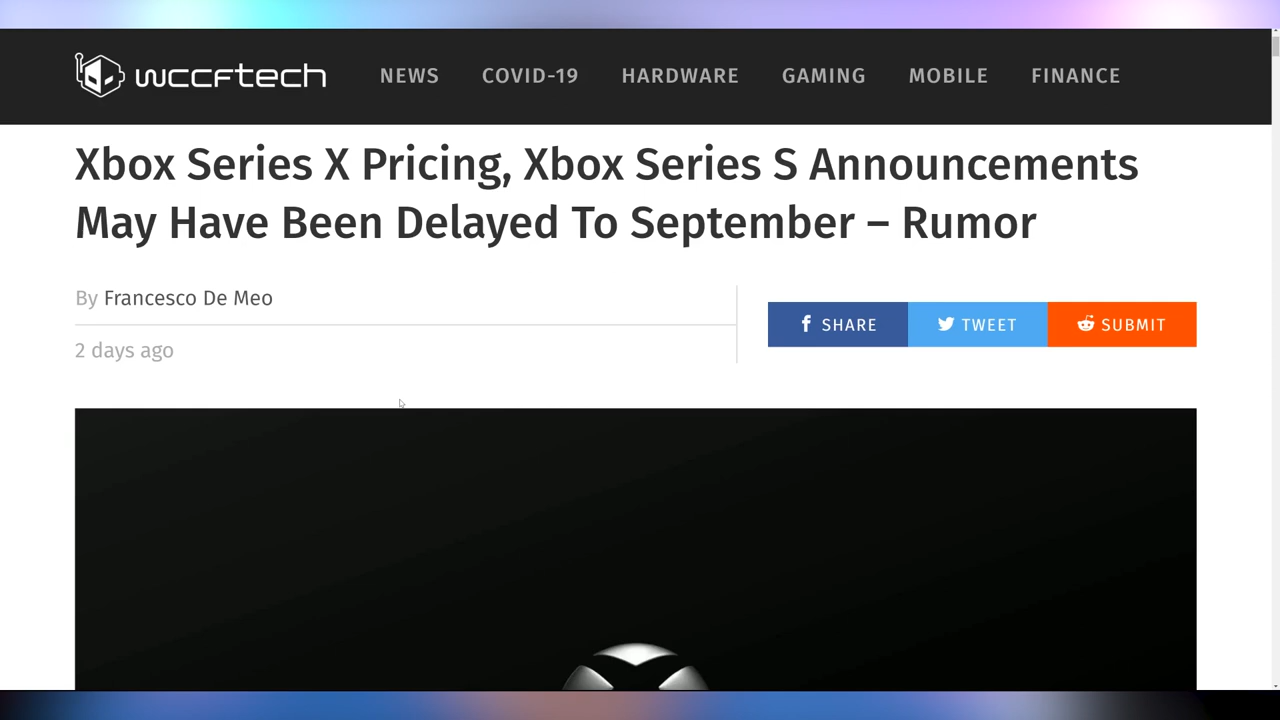 wccftech NEWS COVID-19 HARDWARE GAMING MOBILE FINANCE
Xbox Series X Pricing, Xbox Series S Announcements
May Have Been Delayed To September – Rumor
By Francesco De Meo
2 days ago
SHARE TWEET SUBMIT